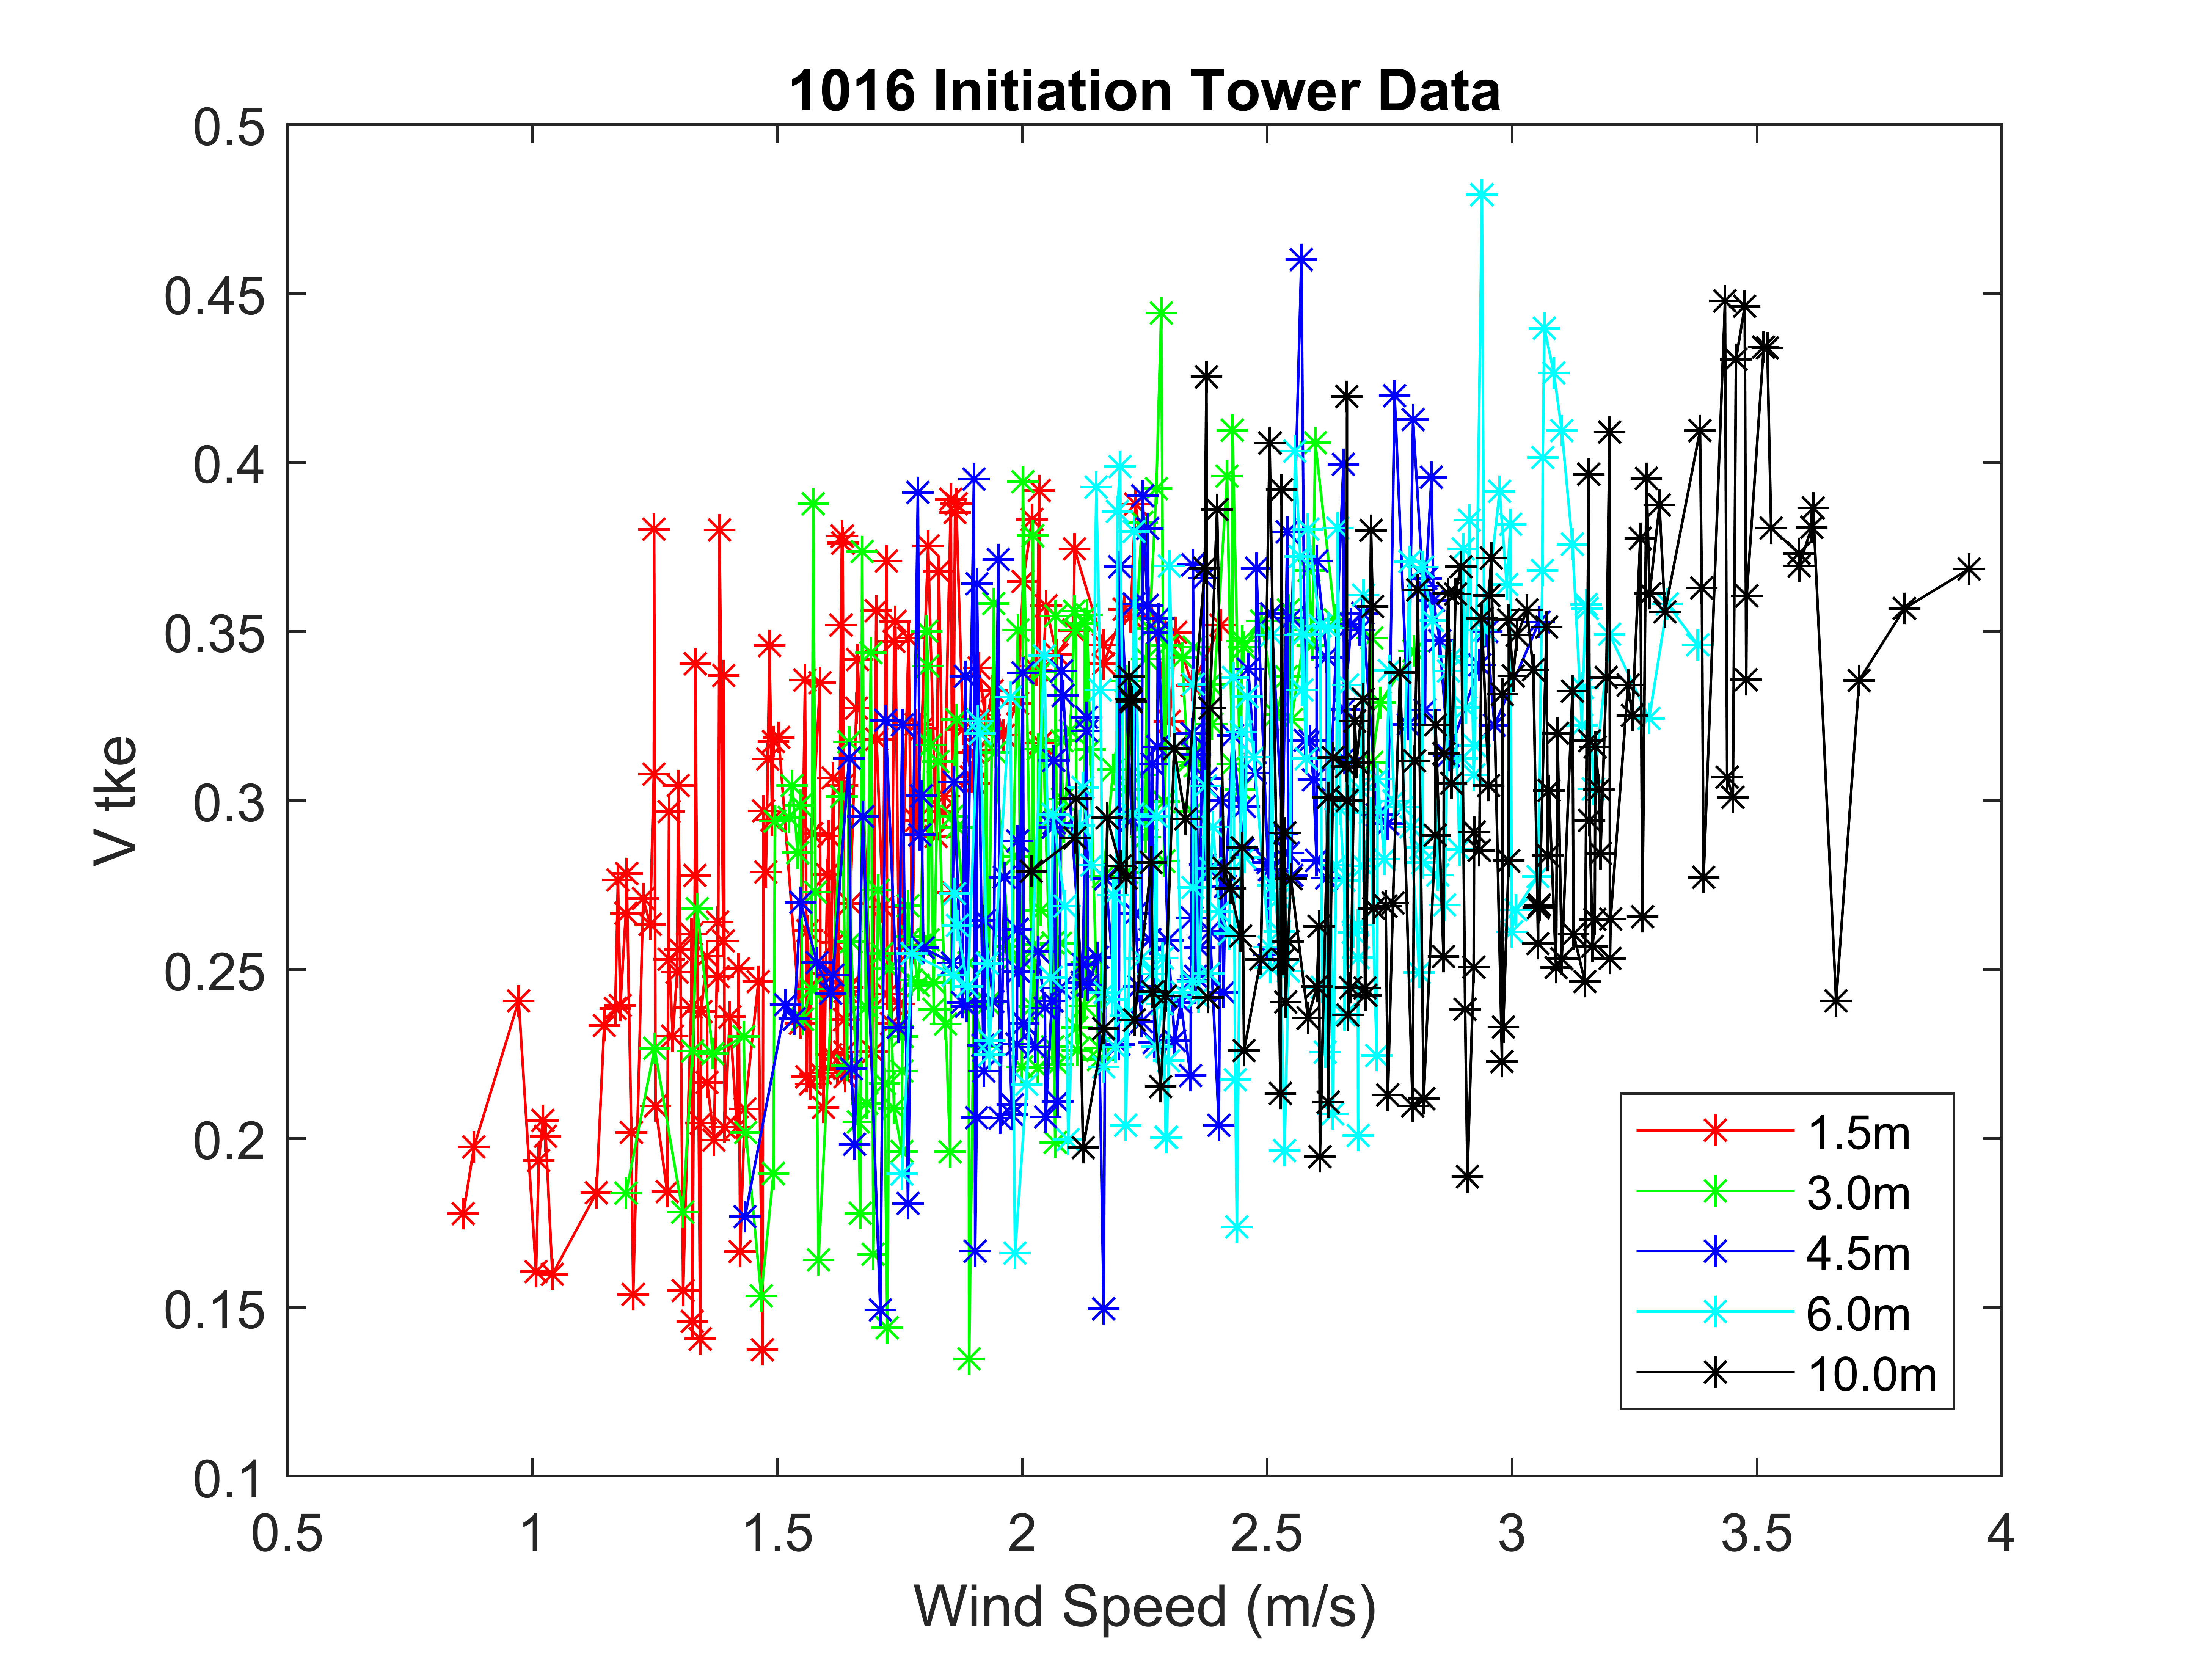 1016 Initiation Tower Data
0.5
0.45
0.4
0.35
0.3
0.25
0.2
0.15
0.1
V tke
0.5 1 1.5 2 2.5 3 3.5 4
Wind Speed (m/s)
1.5m
3.0m
4.5m
6.0m
10.0m